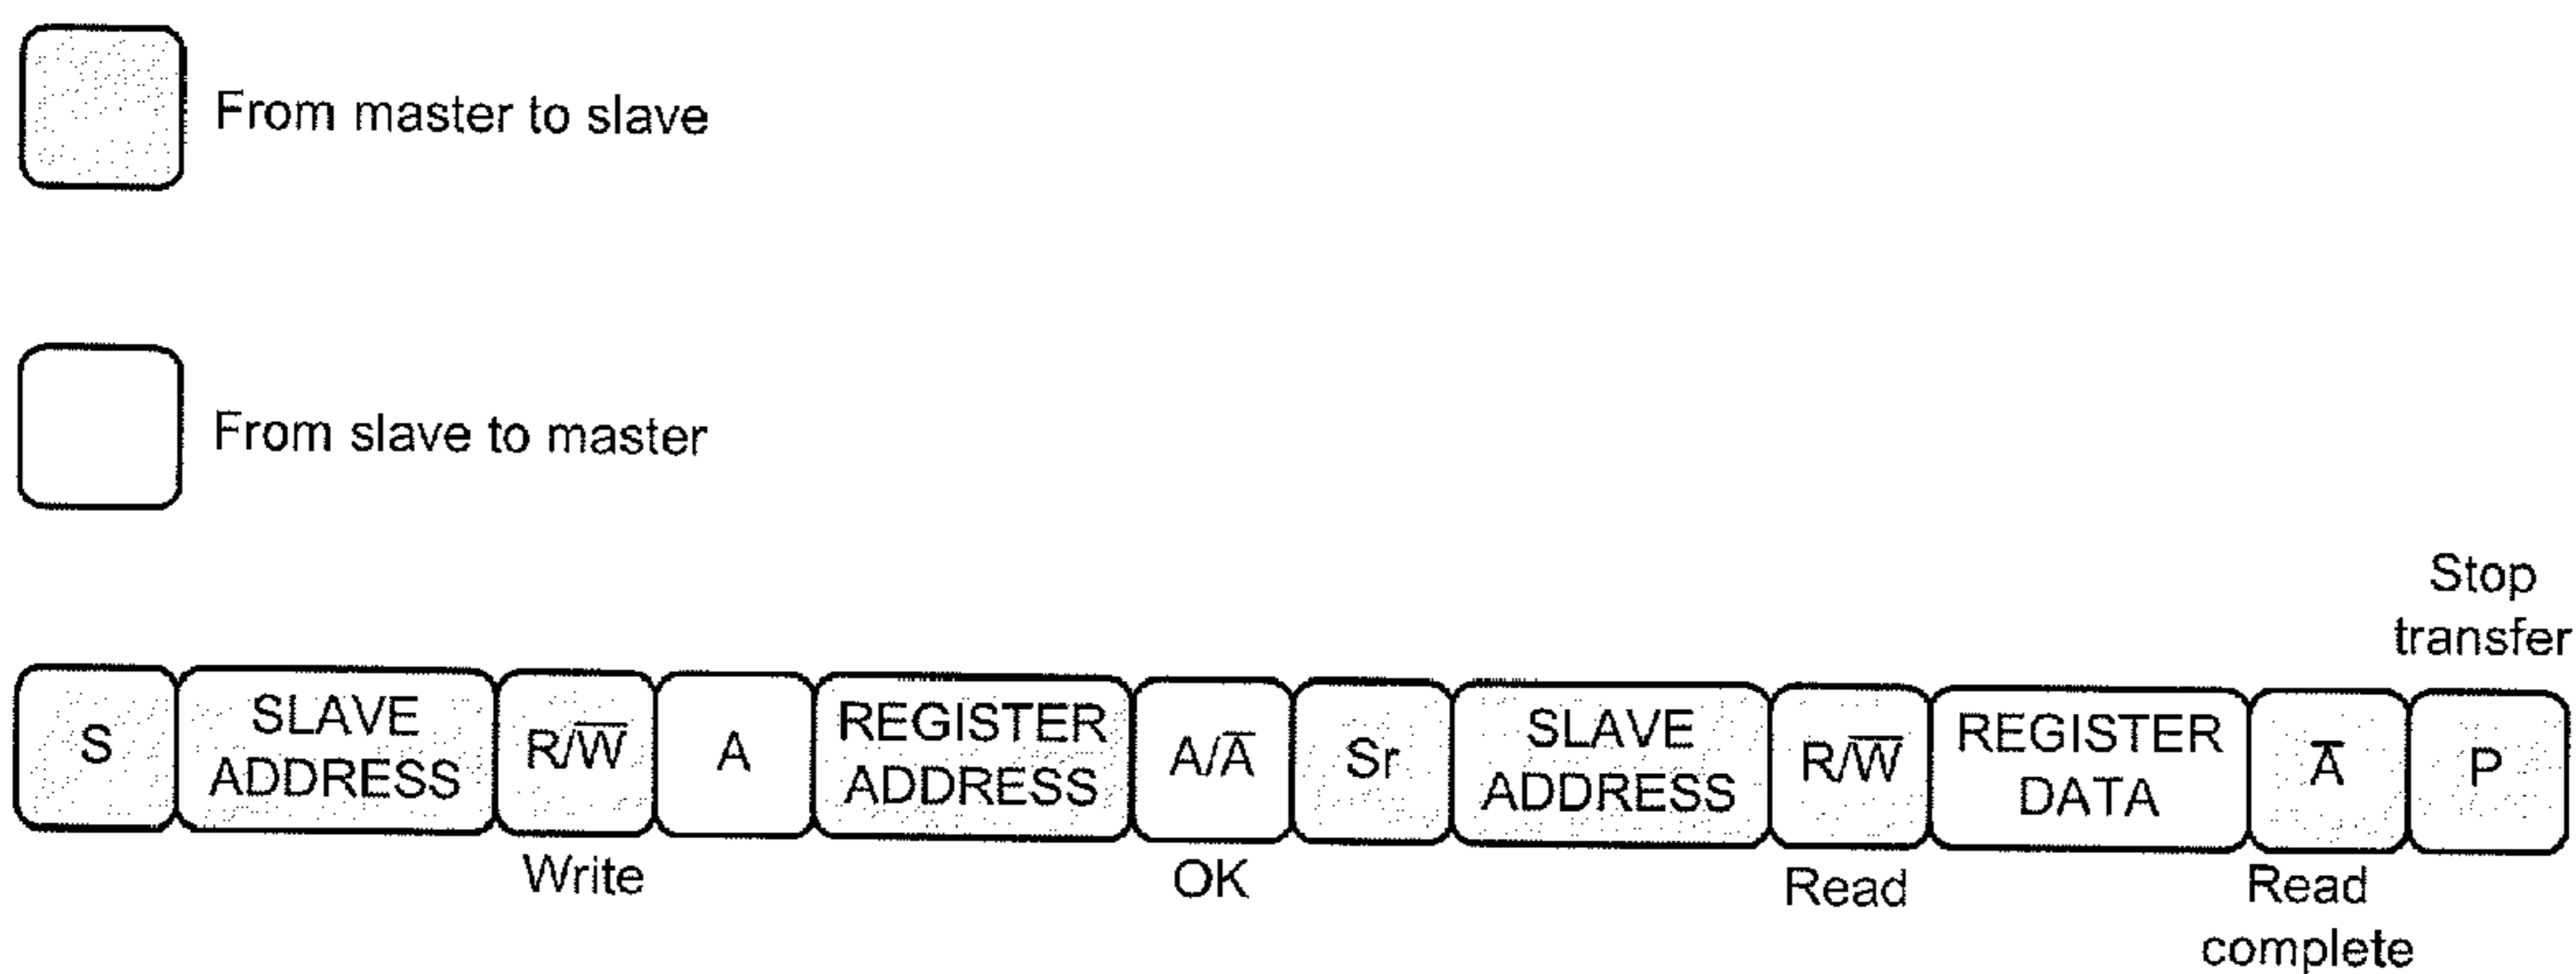 From master to slave
From slave to master
Stop
transfer
S
SLAVE
ADDRESS
R/W̅
A
REGISTER
ADDRESS
A/A̅
Sr
SLAVE
ADDRESS
R/W̅
REGISTER
DATA
A̅
P
Write
OK
Read
Read
complete